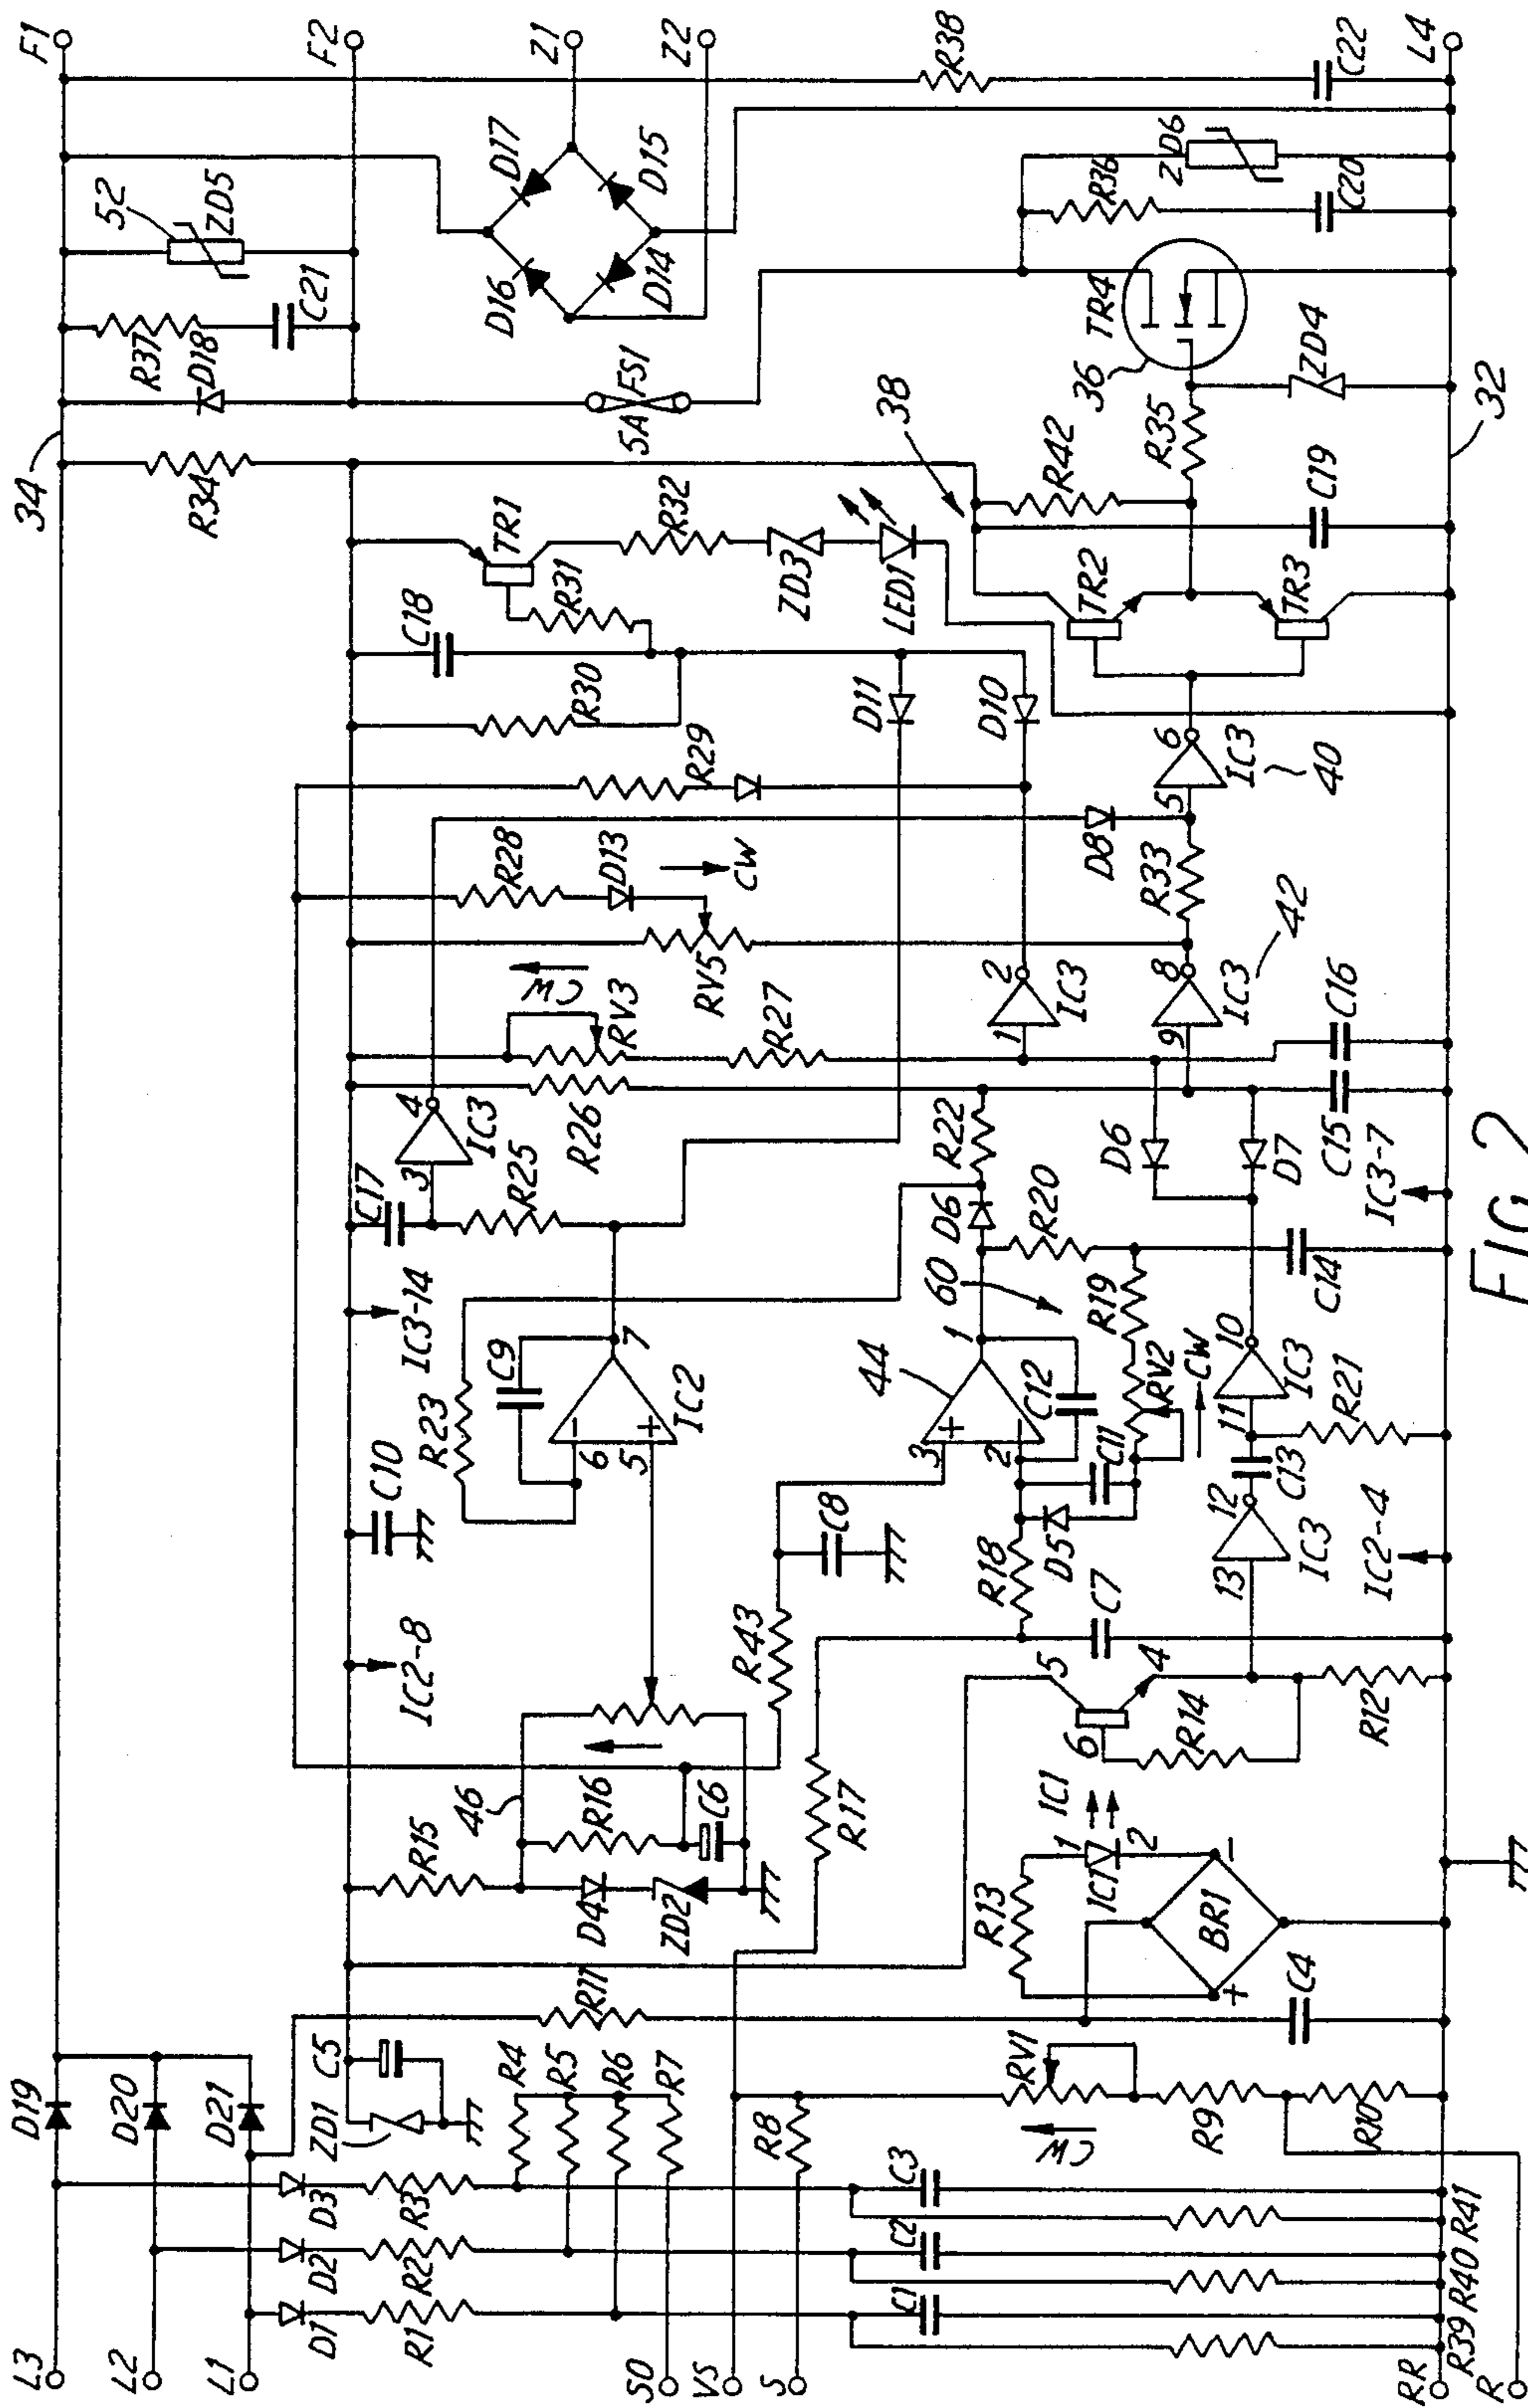 34
F1
L3
D19
R37
52
ZD5
F2
L2
D20
D18
C21
L1
D21
R34
ZD1
C5
IC2-8
C10
IC3-14
C17
C18
TR1
D17
Z1
D3
D2
D1
R3
R2
R1
R15
R23
3
4
IC3
CW
R28
R30
R31
D16
D15
Z2
R4
R5
R6
R7
R11
46
C9
R25
R26
RV3
D13
R29
R32
D14
D4
R16
6
5
7
IC2
RV5
CW
ZD3
5A
FS1
SO
ZD2
C6
R43
R27
D11
LED1
VS
R8
S
R17
C8
3
44
1
R22
D10
38
R38
C3
C2
C1
RV1
CW
R13
IC1
1
2
IC1
5
6
4
R18
D5
2
C12
C11
60
D6
R20
1
2
IC3
D8
TR2
R42
36
TR4
R36
Z D6
R9
BR1
+
−
R14
C7
R19
RV2
CW
D6
9
8
IC3
42
R33
5
6
IC3
40
R35
R10
C4
R12
13
12
IC3
C13
11
10
IC3
R21
C14
D7
C15
C16
TR3
C19
ZD4
C20
C22
IC2-4
IC3-7
32
L4
RR
R39
R40
R41
R
FIG 2